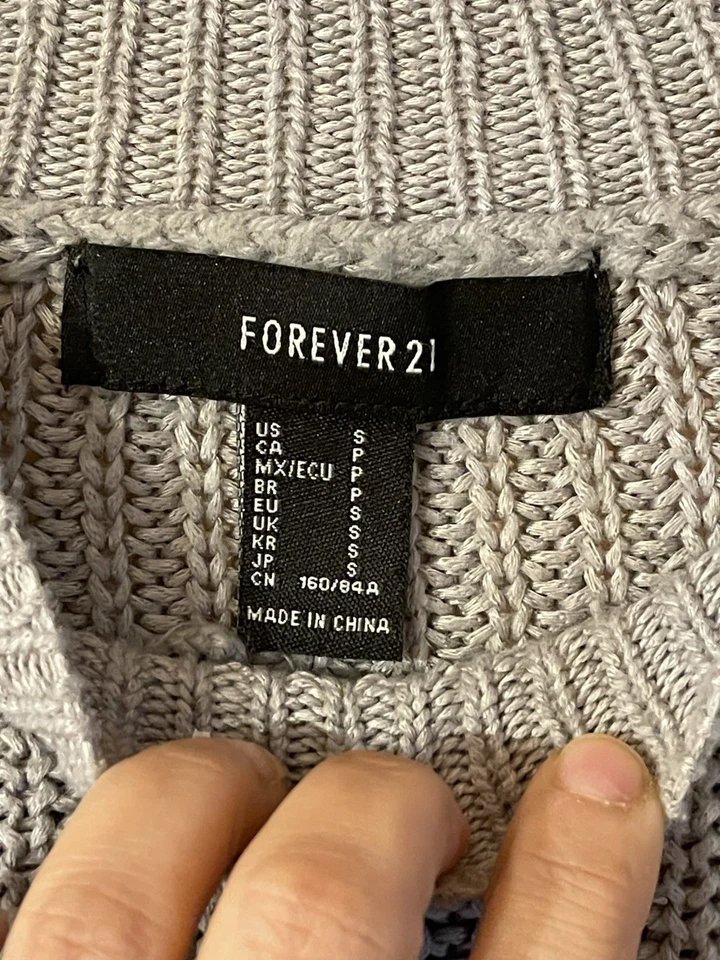 FOREVER 21
US S
CA P
MX/ECU P
BR P
EU S
UK S
KR S
JP S
CN 160/84A
MADE IN CHINA